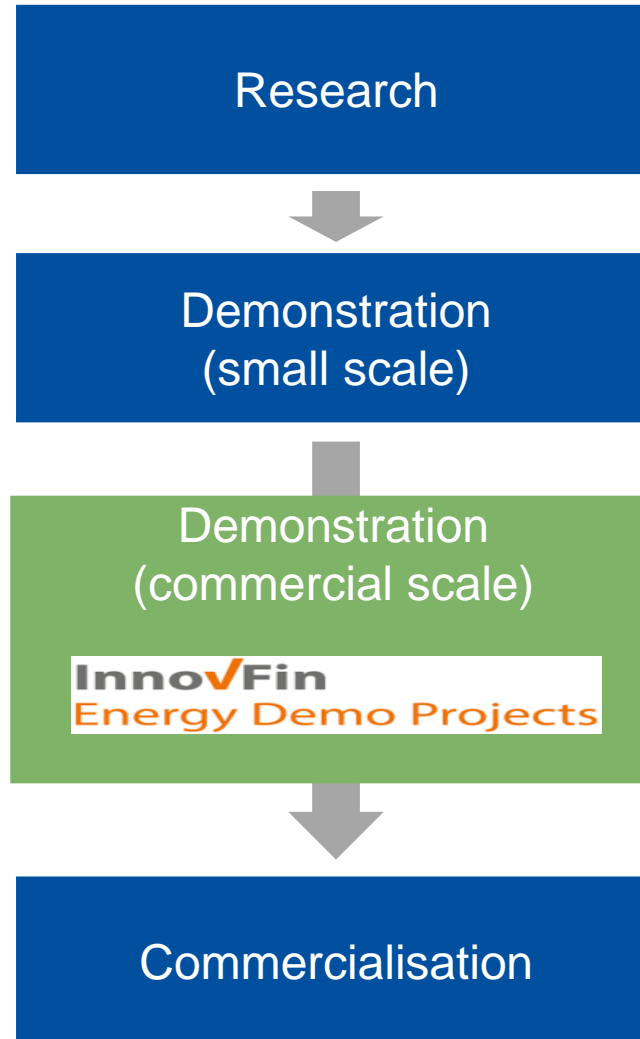 Research
Demonstration
(small scale)
Demonstration
(commercial scale)
InnovFin
Energy Demo Projects
Commercialisation